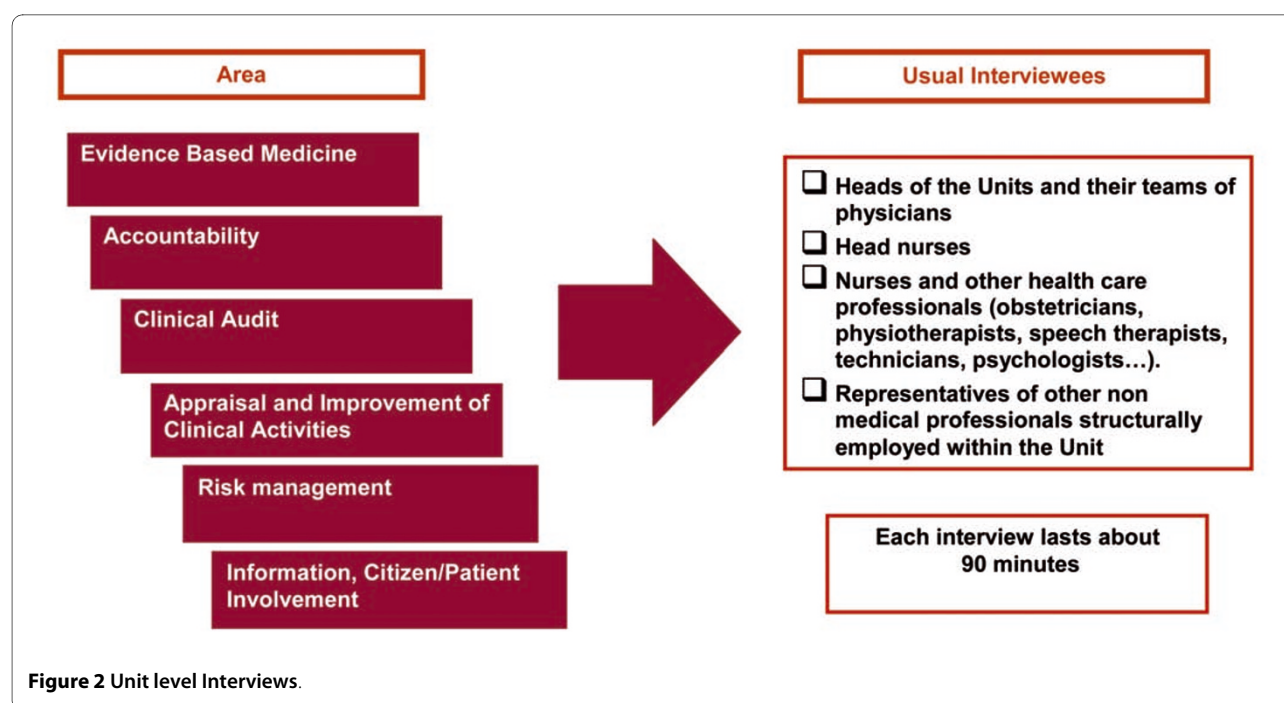 Area
Evidence Based Medicine
Accountability
Clinical Audit
Appraisal and Improvement of
Clinical Activities
Risk management
Information, Citizen/Patient
Involvement
Usual Interviewees
❑ Heads of the Units and their teams of
physicians
❑ Head nurses
❑ Nurses and other health care
professionals (obstetricians,
physiotherapists, speech therapists,
technicians, psychologists…).
❑ Representatives of other non
medical professionals structurally
employed within the Unit
Each interview lasts about
90 minutes
Figure 2 Unit level Interviews.